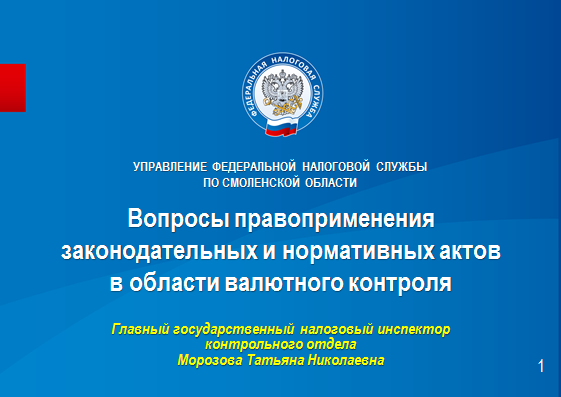 ФЕДЕРАЛЬНАЯ НАЛОГОВАЯ СЛУЖБА
УПРАВЛЕНИЕ ФЕДЕРАЛЬНОЙ НАЛОГОВОЙ СЛУЖБЫ
ПО СМОЛЕНСКОЙ ОБЛАСТИ
Вопросы правоприменения
законодательных и нормативных актов
в области валютного контроля
Главный государственный налоговый инспектор
контрольного отдела
Морозова Татьяна Николаевна
1